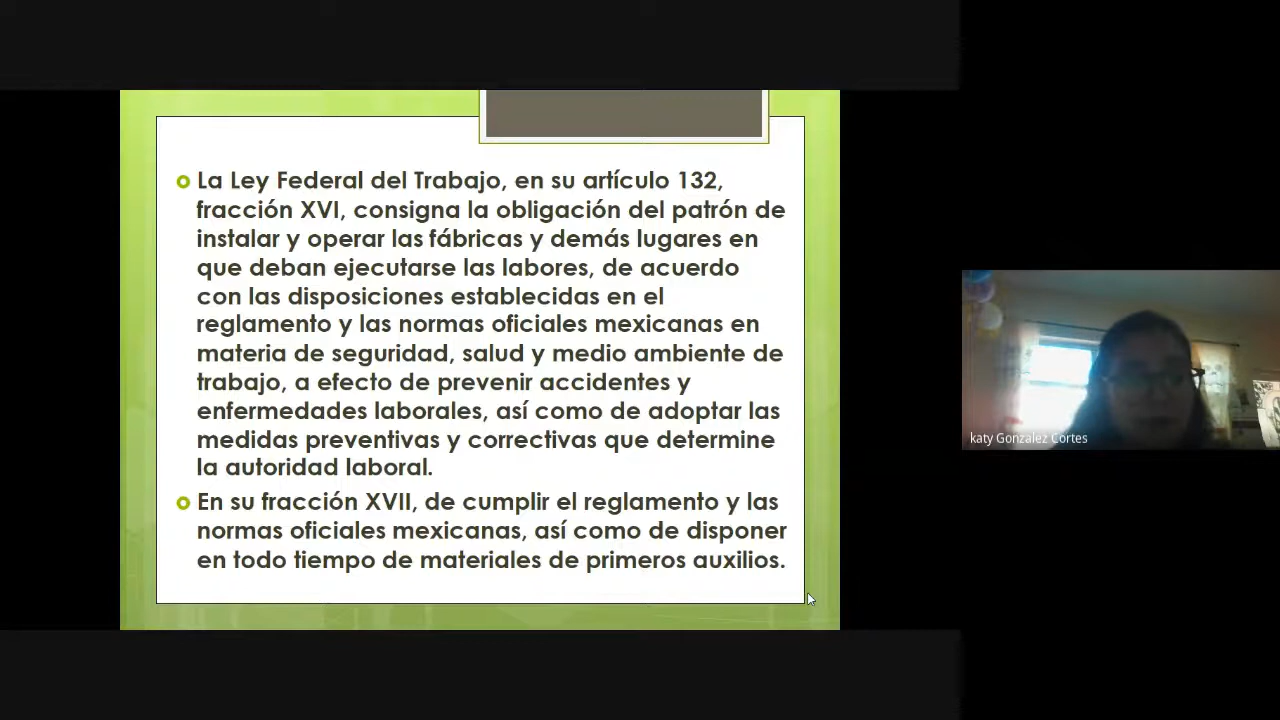 La Ley Federal del Trabajo, en su artículo 132,
fracción XVI, consigna la obligación del patrón de
instalar y operar las fábricas y demás lugares en
que deban ejecutarse las labores, de acuerdo
con las disposiciones establecidas en el
reglamento y las normas oficiales mexicanas en
materia de seguridad, salud y medio ambiente de
trabajo, a efecto de prevenir accidentes y
enfermedades laborales, así como de adoptar las
medidas preventivas y correctivas que determine
la autoridad laboral.
En su fracción XVII, de cumplir el reglamento y las
normas oficiales mexicanas, así como de disponer
en todo tiempo de materiales de primeros auxilios.
katy Gonzalez Cortes